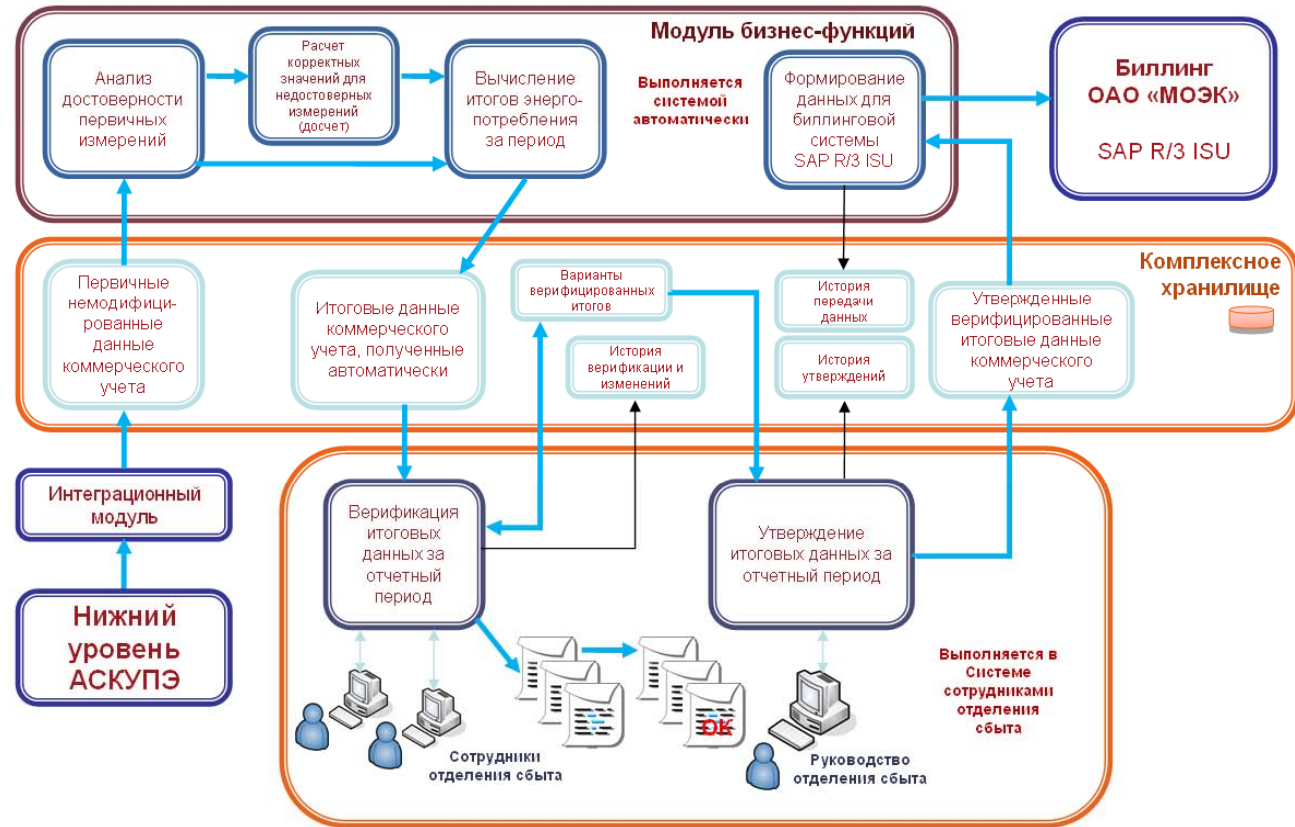 Модуль бизнес-функций
Анализ
достоверности
первичных
измерений
Расчет
корректных
значений для
недостоверных
измерений
(досчет)
Вычисление
итогов энерго-
потребления
за период
Выполняется
системой
автоматически
Формирование
данных для
биллинговой
системы
SAP R/3 ISU
Биллинг
ОАО «МОЭК»
SAP R/3 ISU
Комплексное
хранилище
Первичные
немодифици-
рованные
данные
коммерческого
учета
Итоговые данные
коммерческого
учета, полученные
автоматически
Варианты
верифицированных
итогов
История
верификации и
изменений
История
передачи
данных
История
утверждений
Утвержденные
верифицированные
итоговые данные
коммерческого
учета
Интеграционный
модуль
Нижний
уровень
АСКУПЭ
Верификация
итоговых
данных за
отчетный
период
Утверждение
итоговых данных за
отчетный период
Выполняется в
Системе
сотрудниками
отделения
сбыта
OK
Сотрудники
отделения сбыта
Руководство
отделения сбыта